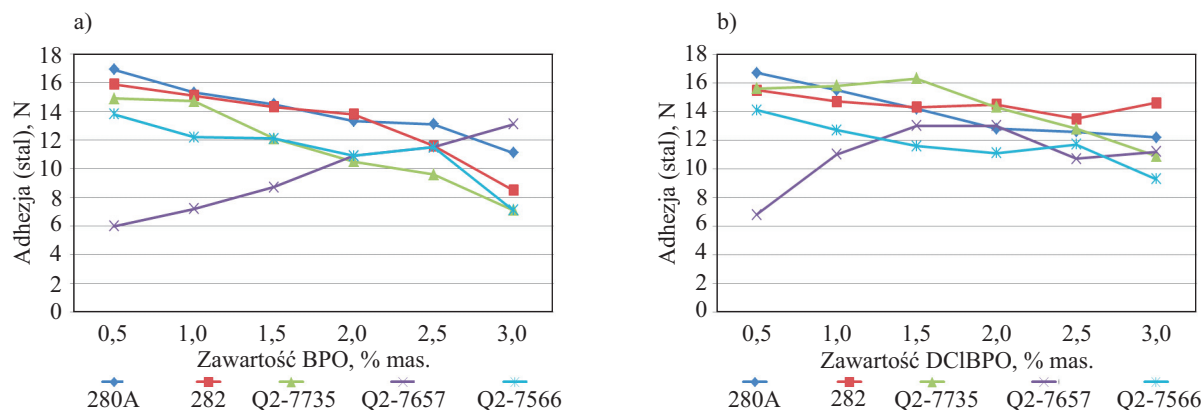 a)
Adhezja (stal), N
18
16
14
12
10
8
6
4
2
0
0,5 1,0 1,5 2,0 2,5 3,0
Zawartość BPO, % mas.
280A 282 Q2-7735 Q2-7657 Q2-7566
b)
Adhezja (stal), N
18
16
14
12
10
8
6
4
2
0
0,5 1,0 1,5 2,0 2,5 3,0
Zawartość DClBPO, % mas.
280A 282 Q2-7735 Q2-7657 Q2-7566